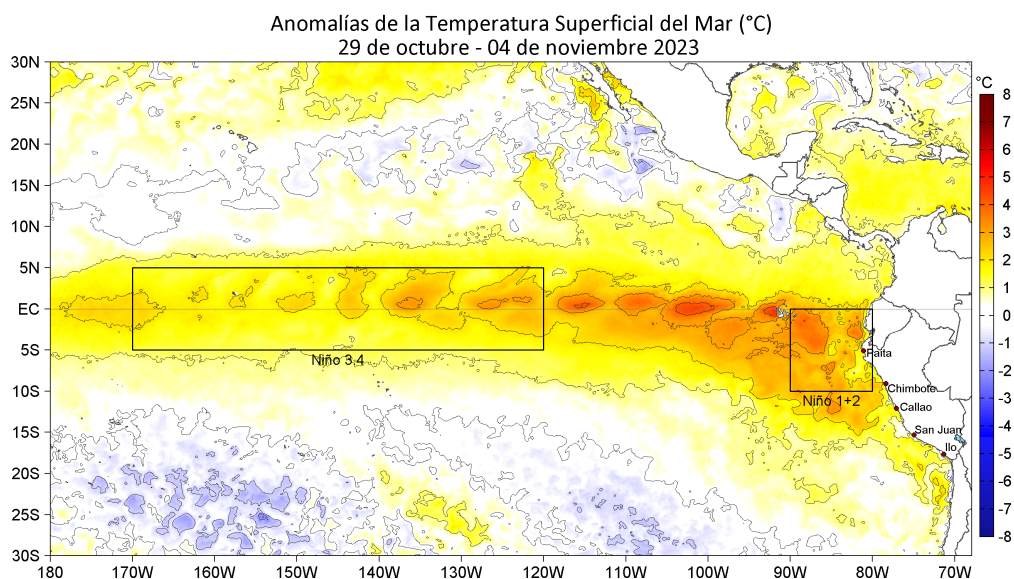 Anomalías de la Temperatura Superficial del Mar (°C)
29 de octubre - 04 de noviembre 2023
°C
30N
25N
20N
15N
10N
5N
EC
5S
10S
15S
20S
25S
30S
8
7
6
5
4
3
2
1
0
-1
-2
-3
-4
-5
-6
-7
-8
Niño 3.4
Niño 1+2
Paita
Chimbote
Callao
San Juan
Ilo
180 170W 160W 150W 140W 130W 120W 110W 100W 90W 80W 70W